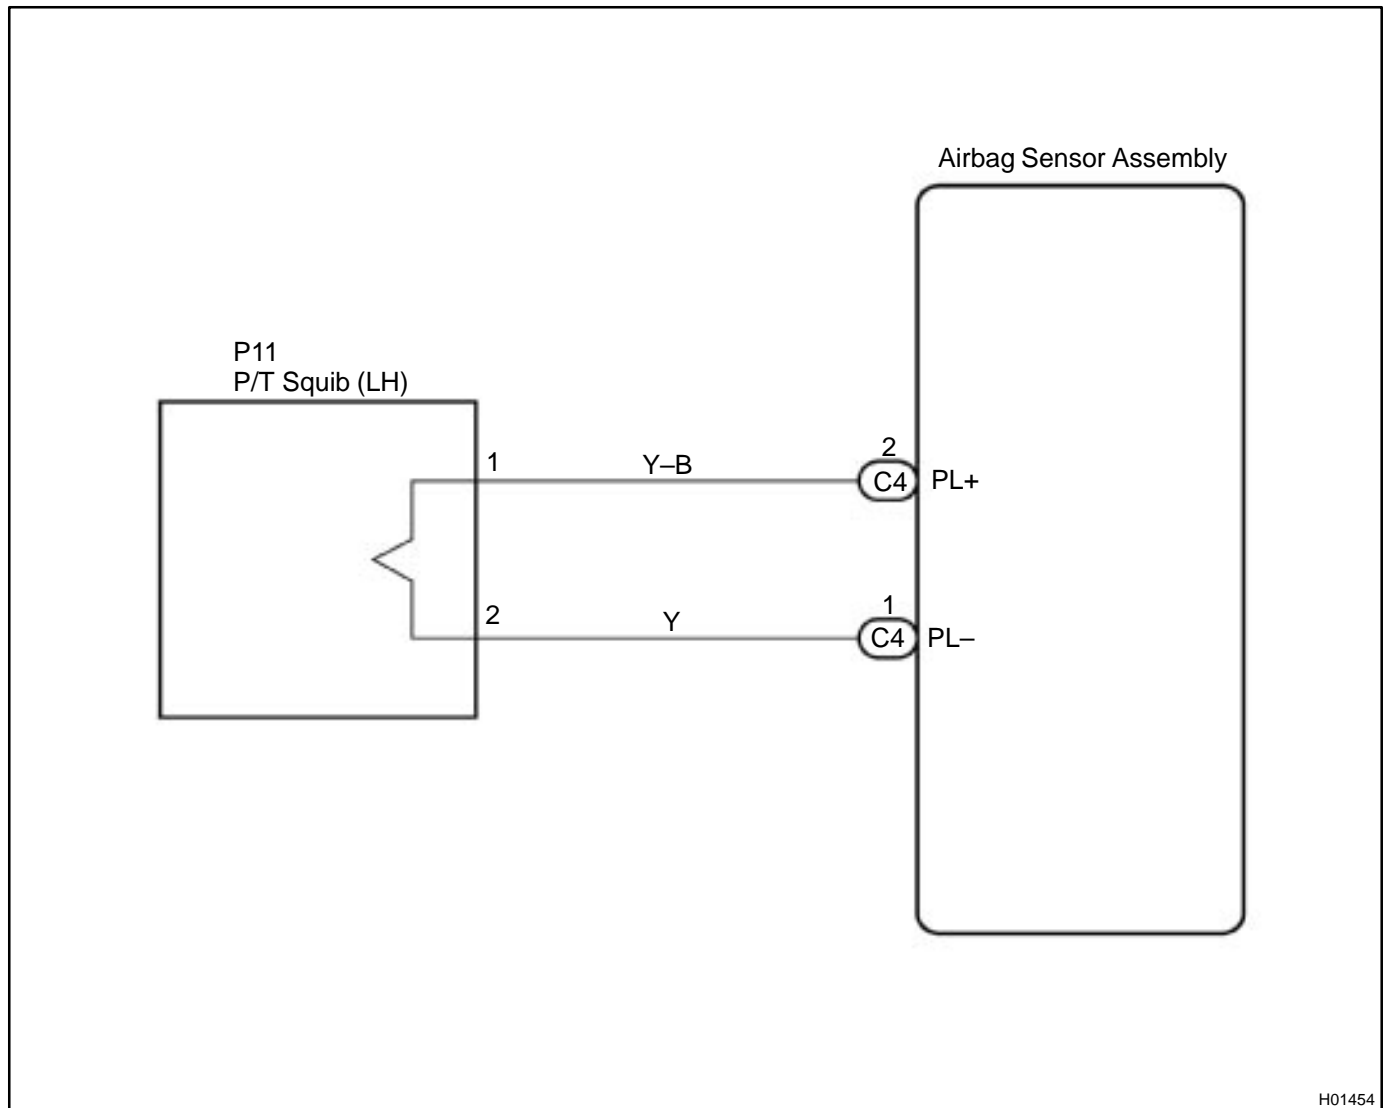 Airbag Sensor Assembly
P11
P/T Squib (LH)
1
Y–B
2
C4
PL+
2
Y
1
C4
PL–
H01454